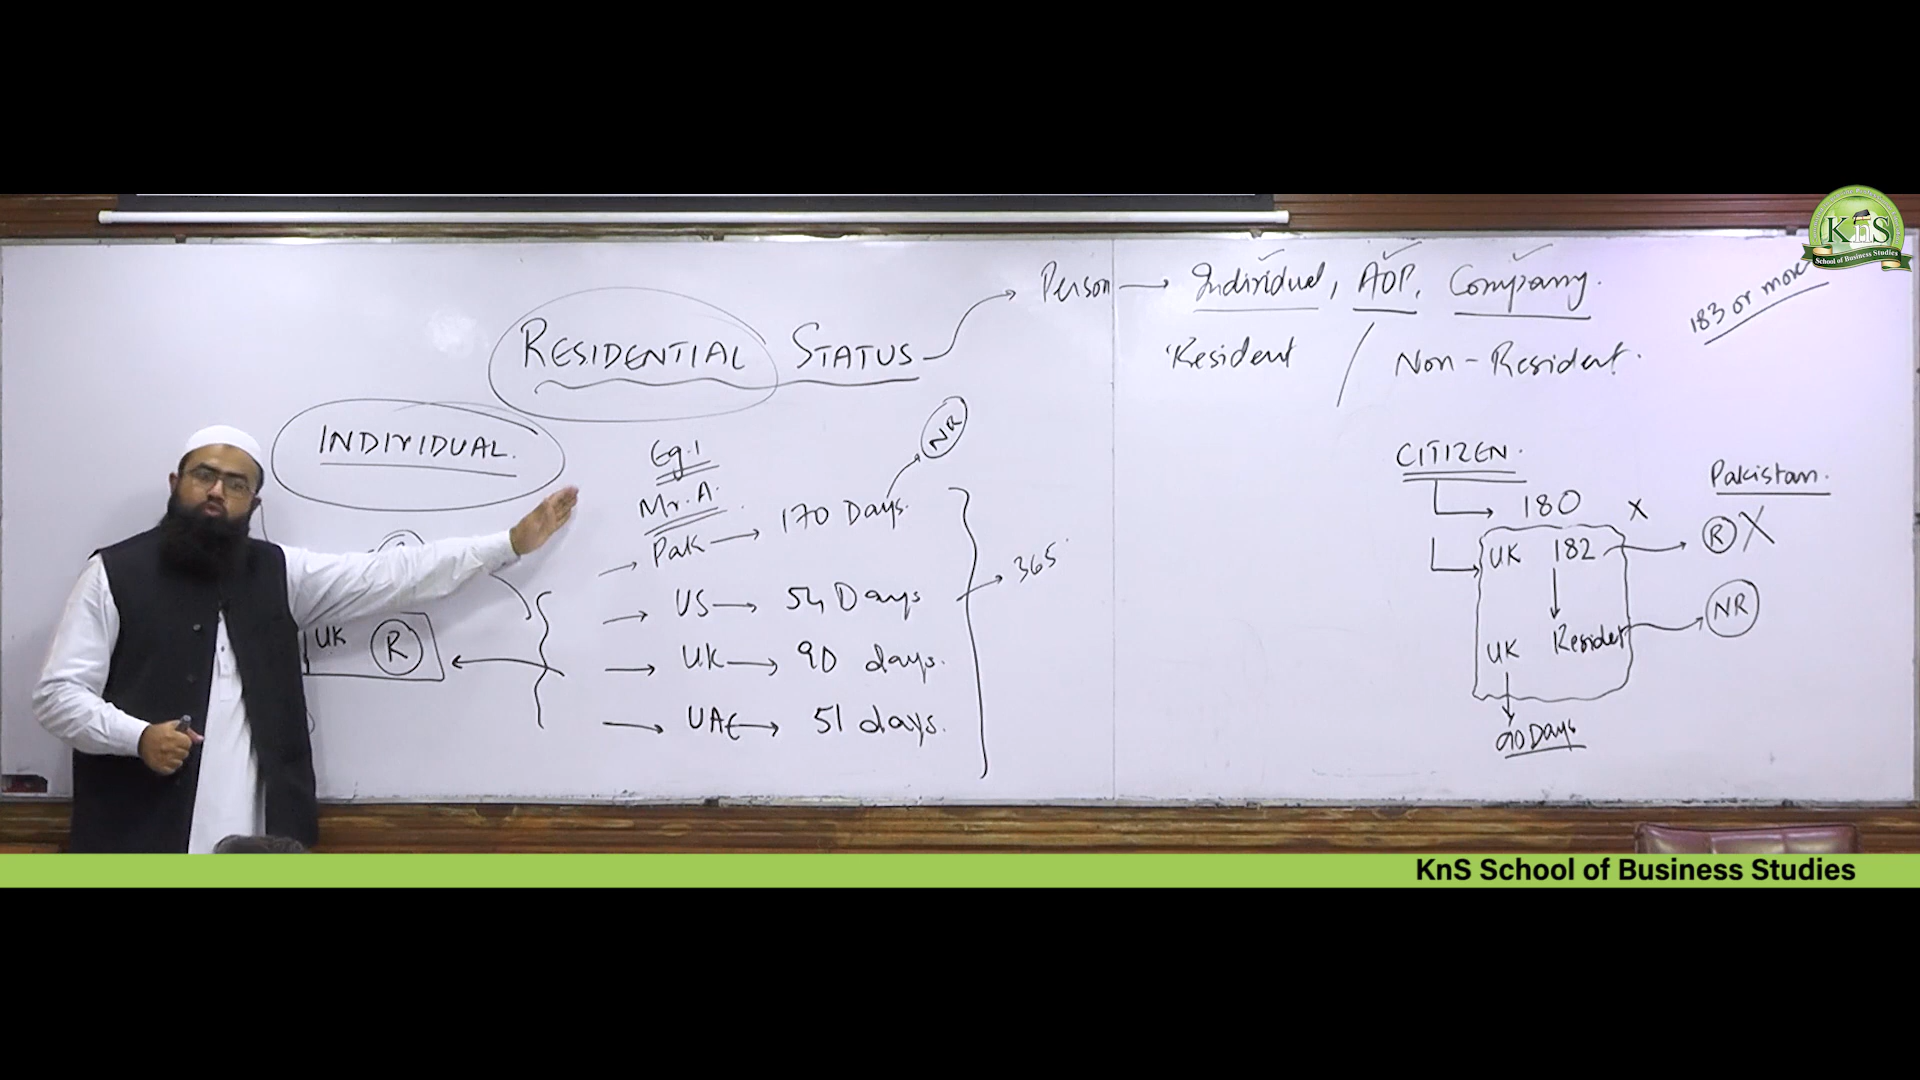 KnS
School of Business Studies
Person → Individual, AOP, Company.
183 or more
RESIDENTIAL STATUS
Resident / Non-Resident.
INDIVIDUAL.
Eg.1
NR
Mr. A.
Pak → 170 Days.
US → 54 Days
UK → 90 days.
UAE → 51 days.
365
UK R
CITIZEN.
Pakistan.
180 X
UK 182 → R X
UK Resident → NR
90 Days
KnS School of Business Studies